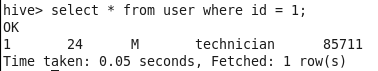 hive> select * from user where id = 1;
OK
1       24      M       technician      85711
Time taken: 0.05 seconds, Fetched: 1 row(s)